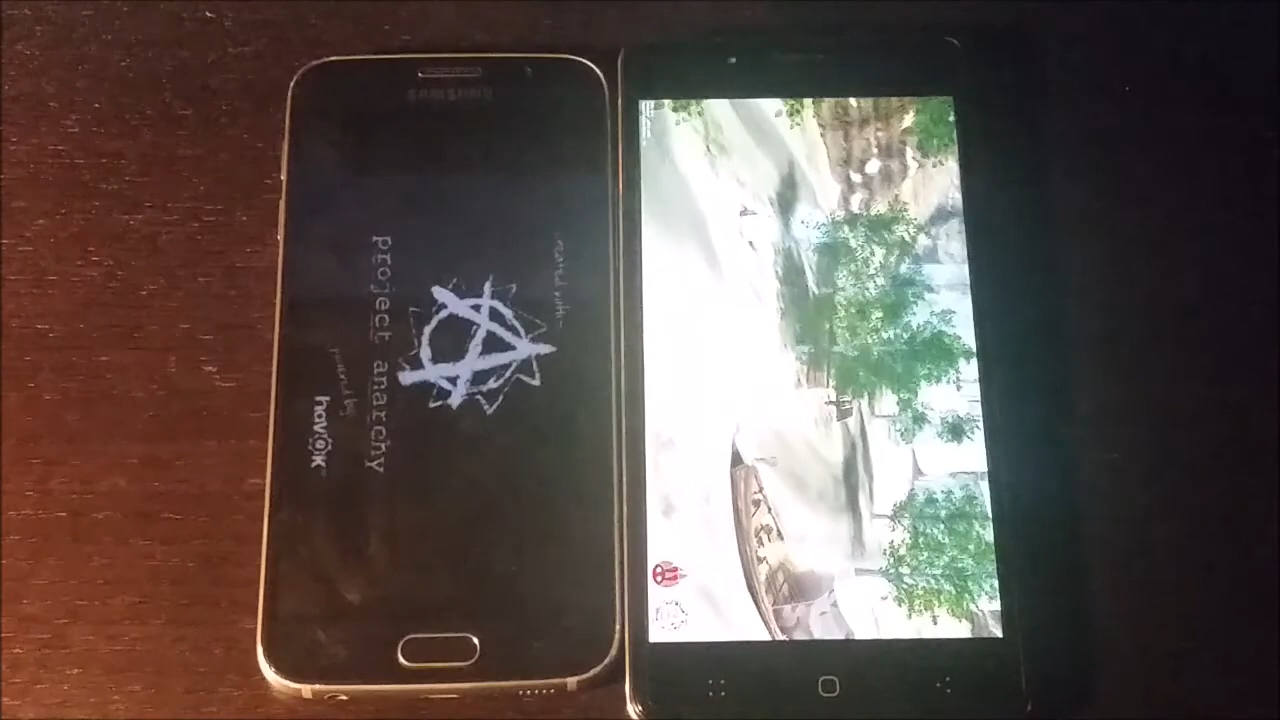 SAMSUNG
created with
project anarchy
powered by
havok